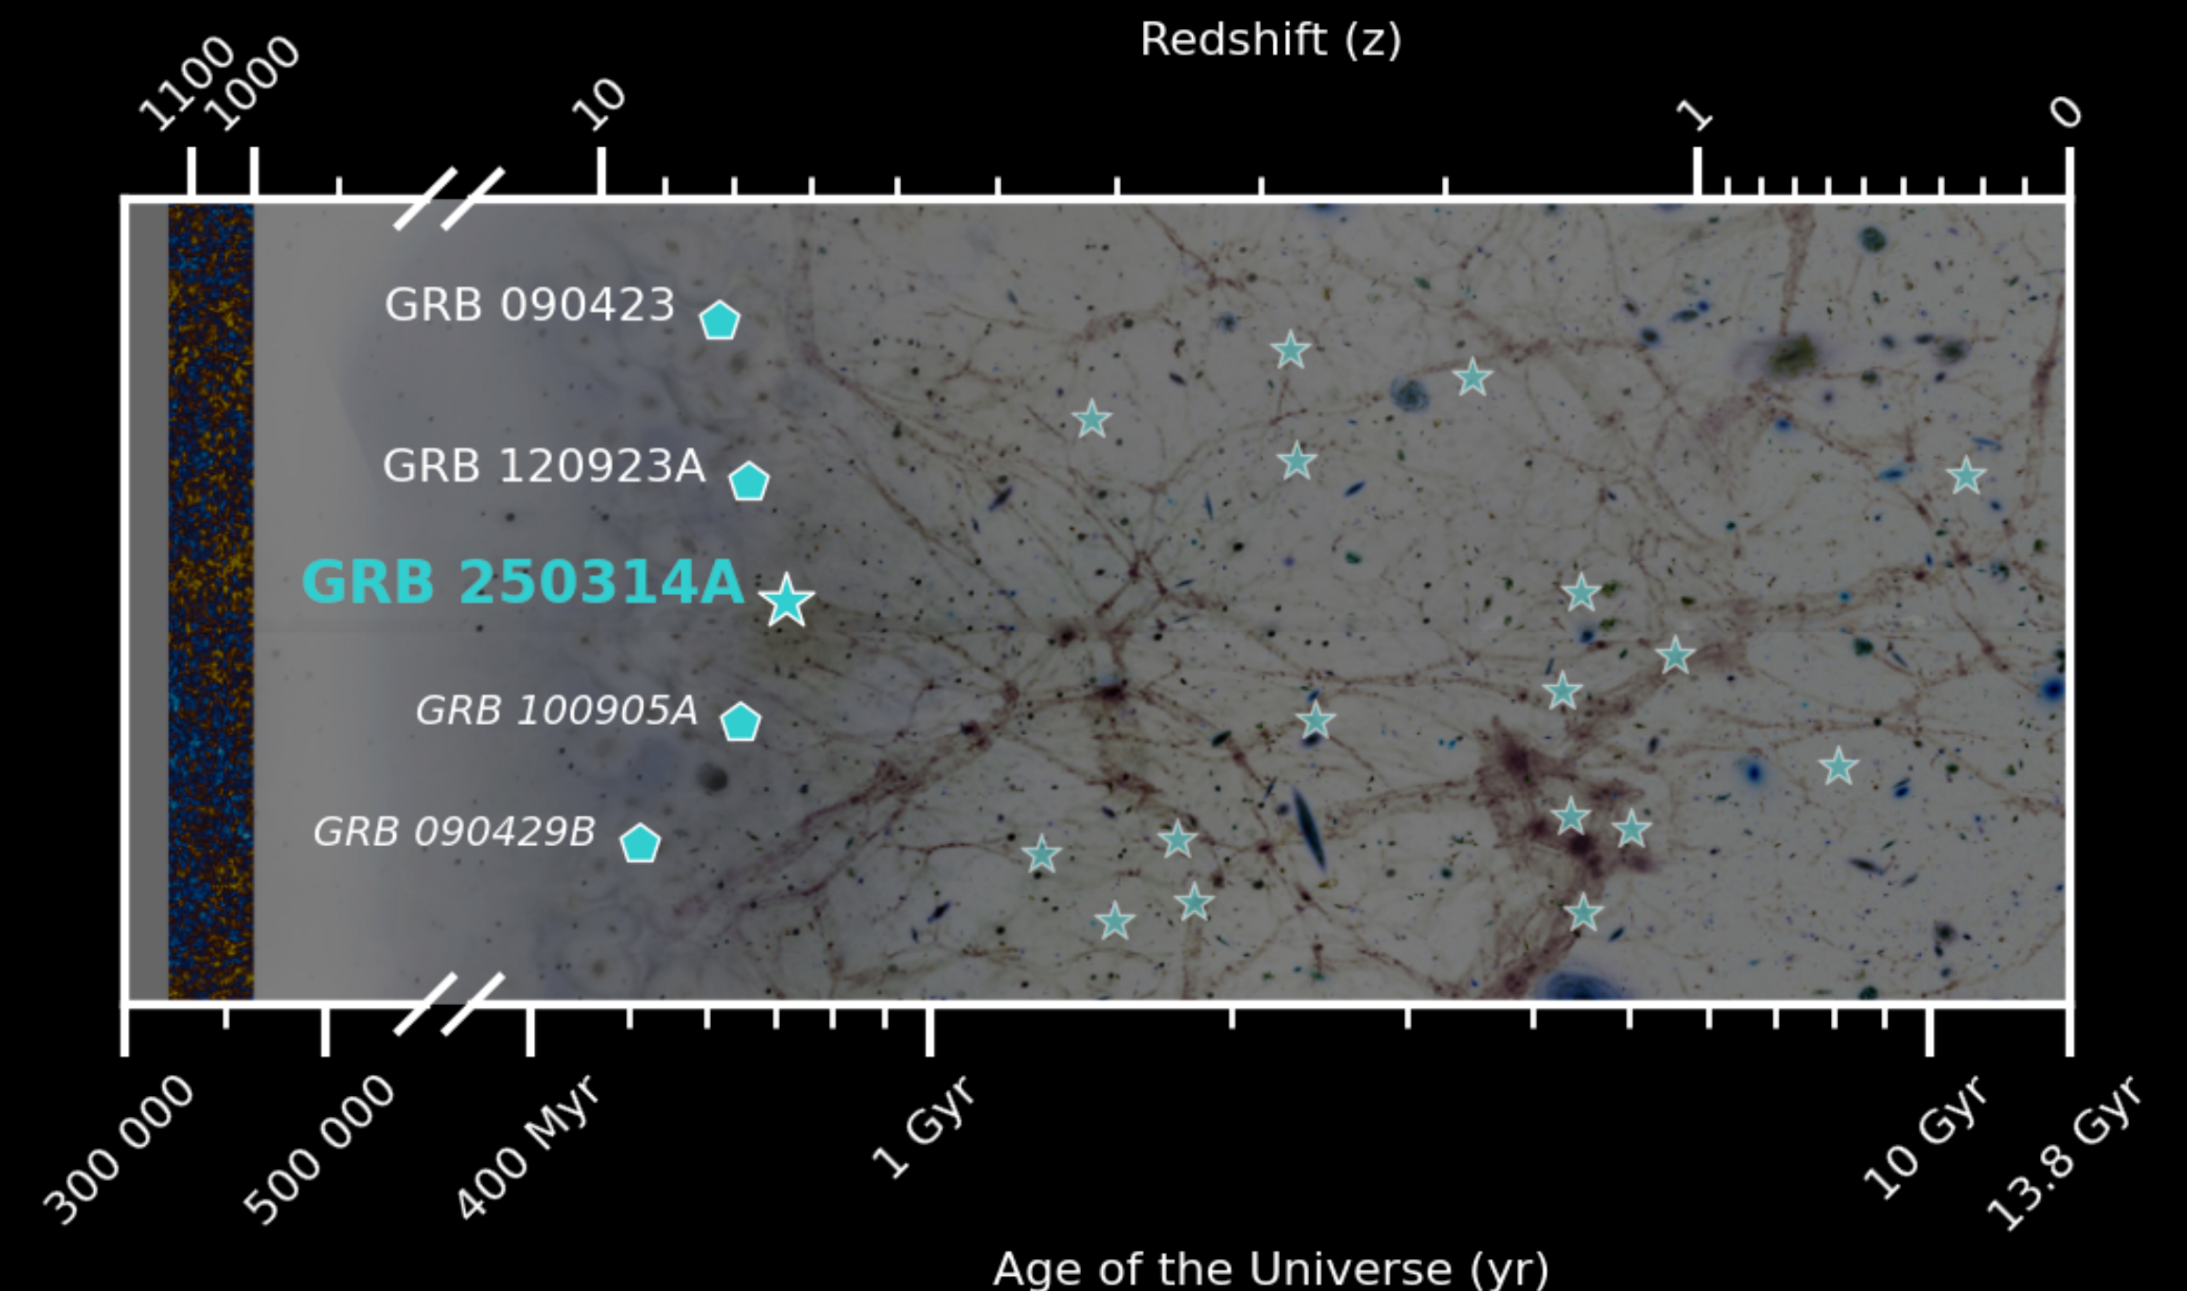 Redshift (z)
1100
1000
10
1
0
GRB 090423
GRB 120923A
GRB 250314A
GRB 100905A
GRB 090429B
300 000
500 000
400 Myr
1 Gyr
10 Gyr
13.8 Gyr
Age of the Universe (yr)